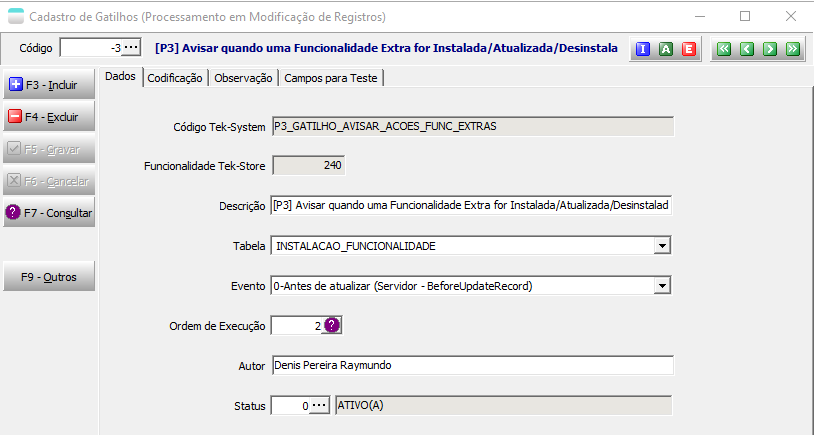 Cadastro de Gatilhos (Processamento em Modificação de Registros)
Código -3 ... [P3] Avisar quando uma Funcionalidade Extra for Instalada/Atualizada/Desinstala I A E
F3 - Incluir
F4 - Excluir
F5 - Gravar
F6 - Cancelar
F7 - Consultar
F9 - Outros
Dados Codificação Observação Campos para Teste
Código Tek-System P3_GATILHO_AVISAR_ACOES_FUNC_EXTRAS
Funcionalidade Tek-Store 240
Descrição [P3] Avisar quando uma Funcionalidade Extra for Instalada/Atualizada/Desinstalad
Tabela INSTALACAO_FUNCIONALIDADE
Evento 0-Antes de atualizar (Servidor - BeforeUpdateRecord)
Ordem de Execução 2 ?
Autor Denis Pereira Raymundo
Status 0 ... ATIVO(A)